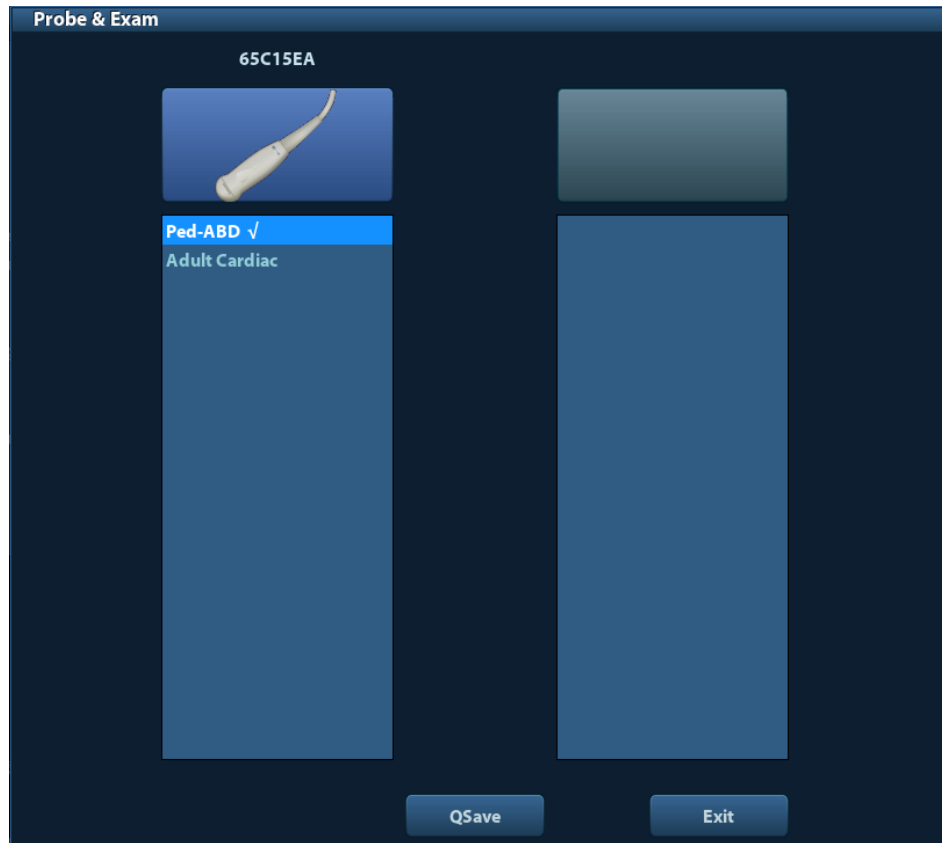 Probe & Exam
65C15EA
Ped-ABD √
Adult Cardiac
QSave
Exit